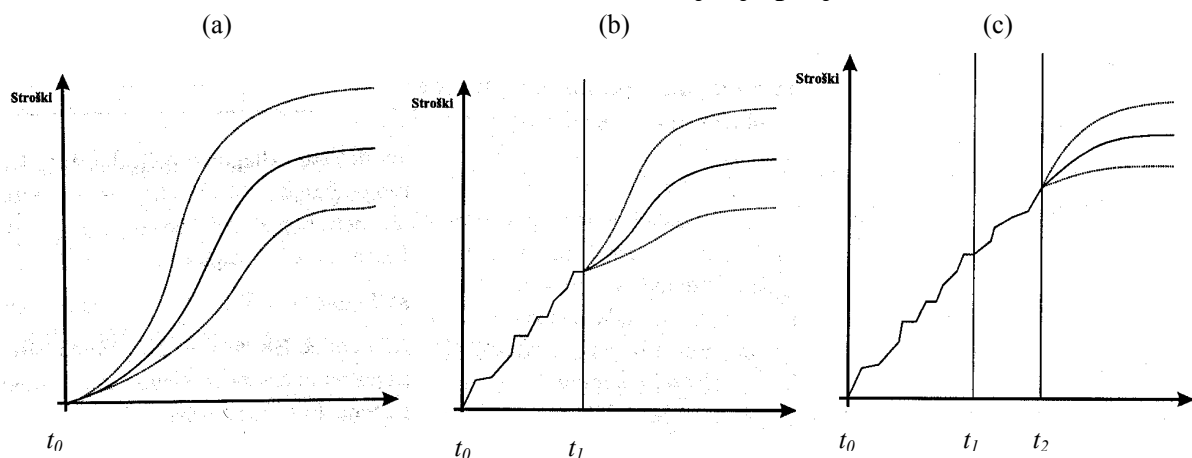 (a) (b) (c)
Stroški
Stroški
Stroški
t₀
t₀ t₁
t₀ t₁ t₂